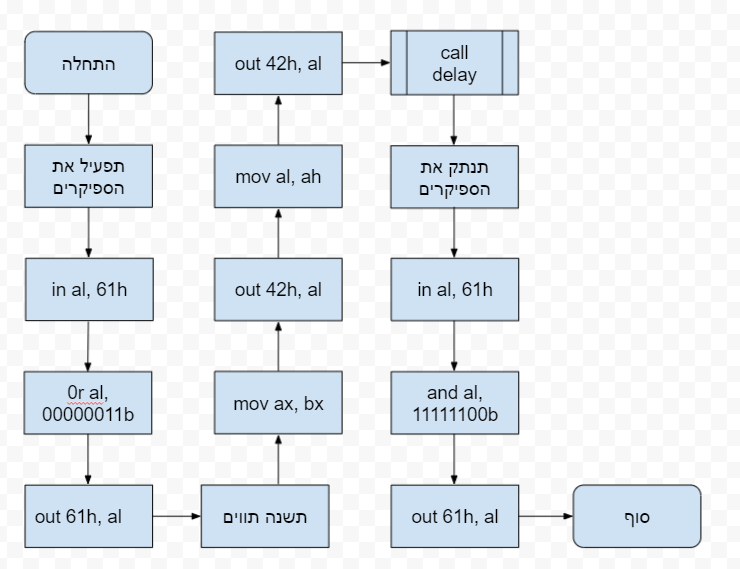 התחלה
תפעיל את
הספיקרים
in al, 61h
0r al,
00000011b
out 61h, al
תשנה תווים
mov ax, bx
out 42h, al
mov al, ah
out 42h, al
call
delay
תנתק את
הספיקרים
in al, 61h
and al,
11111100b
out 61h, al
סוף